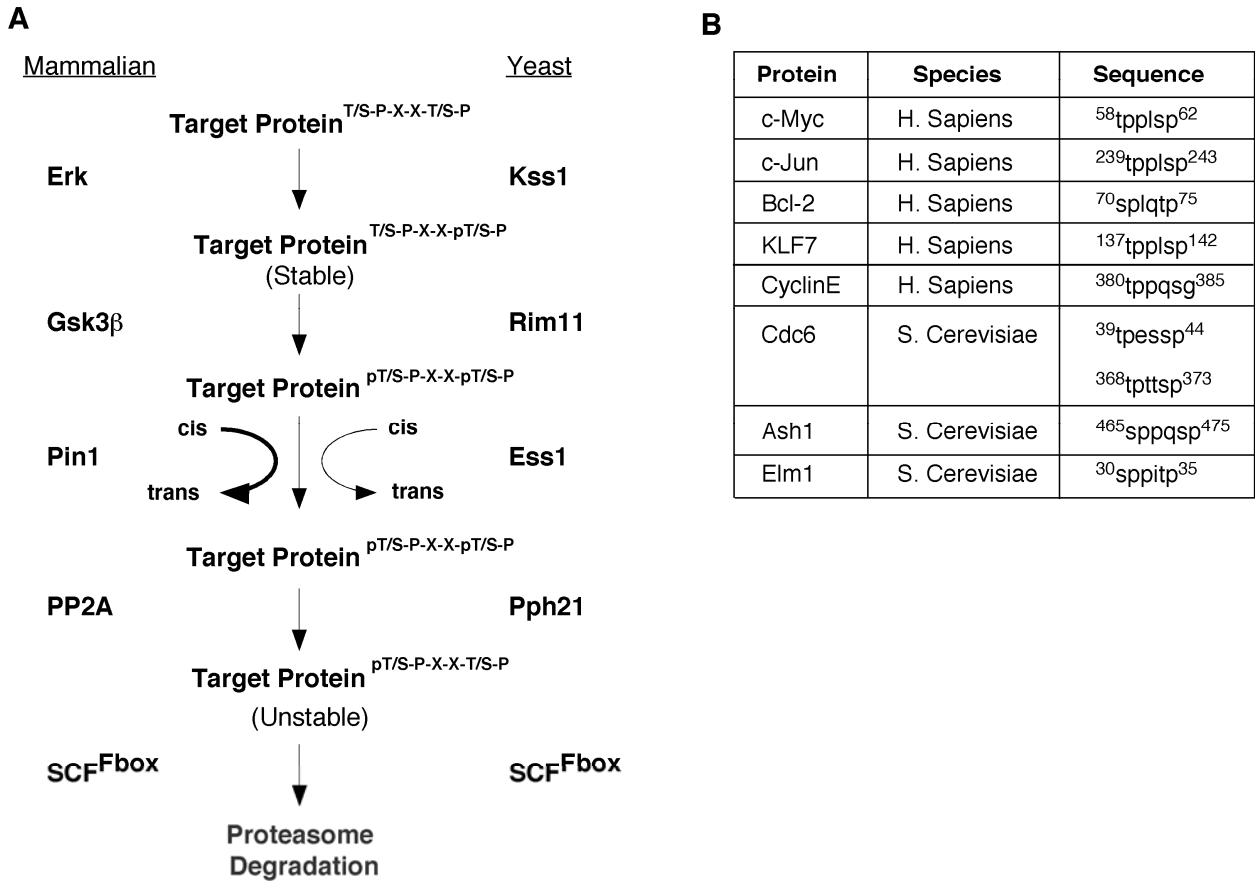 A
Mammalian Yeast
Target Protein T/S-P-X-X-T/S-P
Erk Kss1
Target Protein T/S-P-X-X-pT/S-P
(Stable)
Gsk3β Rim11
Target Protein pT/S-P-X-X-pT/S-P
cis cis
Pin1 Ess1
trans trans
Target Protein pT/S-P-X-X-pT/S-P
PP2A Pph21
Target Protein pT/S-P-X-X-T/S-P
(Unstable)
SCFFbox SCFFbox
Proteasome
Degradation
B
Protein Species Sequence
c-Myc H. Sapiens 58tpplsp62
c-Jun H. Sapiens 239tpplsp243
Bcl-2 H. Sapiens 70splqtp75
KLF7 H. Sapiens 137tpplsp142
CyclinE H. Sapiens 380tppqsg385
Cdc6 S. Cerevisiae 39tpessp44
368tpttsp373
Ash1 S. Cerevisiae 465sppqsp475
Elm1 S. Cerevisiae 30sppitp35